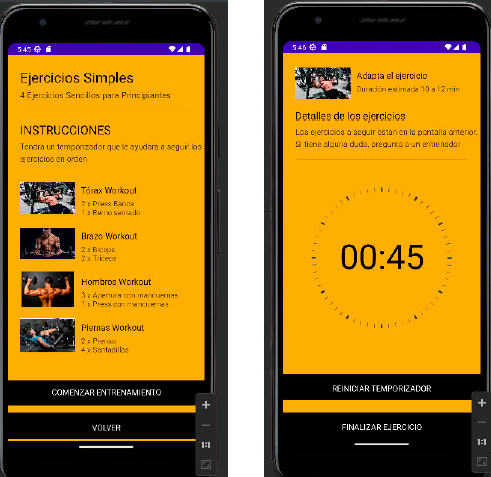 5:45
Ejercicios Simples
4 Ejercicios Sencillos para Principiantes
INSTRUCCIONES
Tendra un temporizador que le ayudara a seguir los
ejercicios en orden
Tórax Workout
2 x Press Banca
1 x Remo sentado
Brazo Workout
2 x Biceps
2 x Triceps
Hombros Workout
3 x Apertura con mancuernas
1 x Press con mancuernas
Piernas Workout
2 x Prensa
4 x Sentadillas
COMENZAR ENTRENAMIENTO
VOLVER
1:1
5:46
Adapta el ejercicio
Duración estimada 10 a 12 min
Detalles de los ejercicios
Los ejercicios a seguir estan en la pantalla anterior.
Si tiene alguna duda, pregunta a un entrenador
00:45
REINICIAR TEMPORIZADOR
FINALIZAR EJERCICIO
1:1